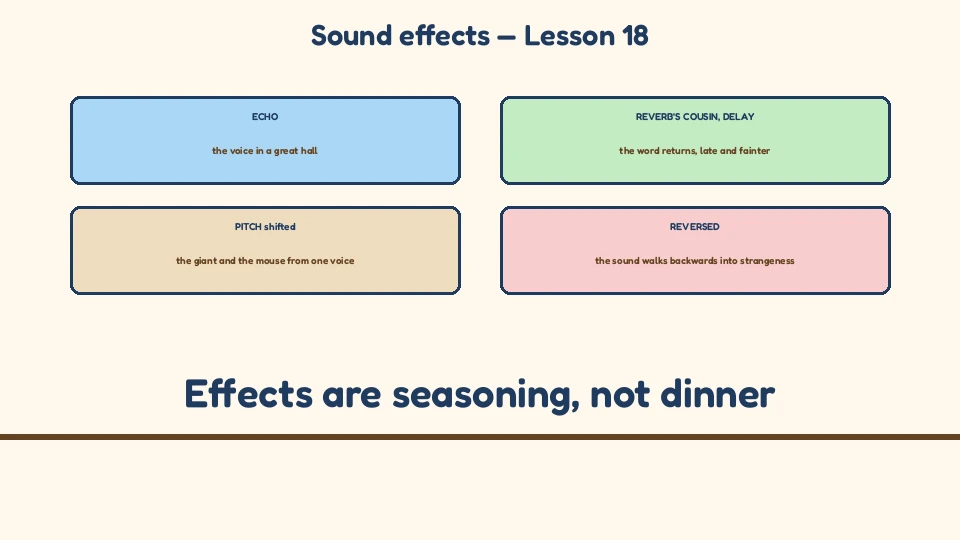 Sound effects — Lesson 18
ECHO
the voice in a great hall
REVERB'S COUSIN, DELAY
the word returns, late and fainter
PITCH shifted
the giant and the mouse from one voice
REVERSED
the sound walks backwards into strangeness
Effects are seasoning, not dinner